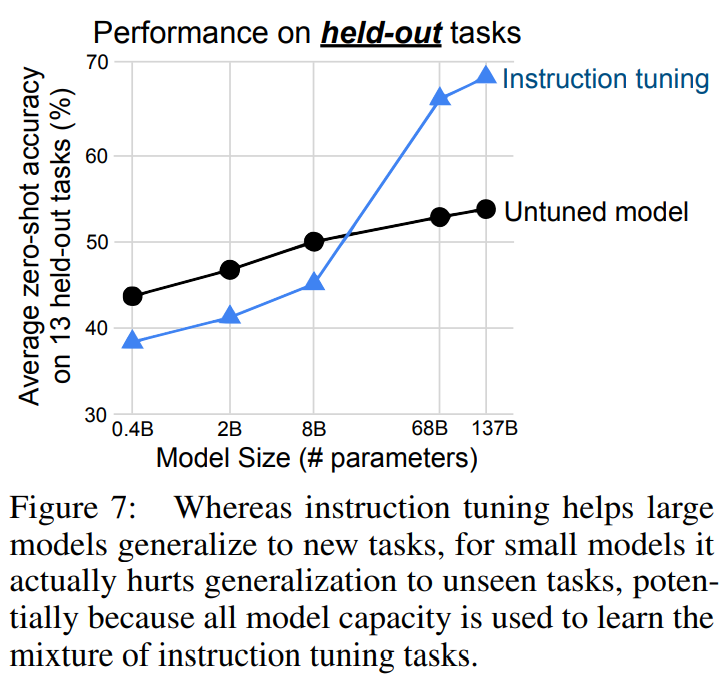 Performance on held-out tasks
Average zero-shot accuracy
on 13 held-out tasks (%)
70
60
50
40
30
Instruction tuning
Untuned model
0.4B
2B
8B
68B
137B
Model Size (# parameters)
Figure 7: Whereas instruction tuning helps large
models generalize to new tasks, for small models it
actually hurts generalization to unseen tasks, poten-
tially because all model capacity is used to learn the
mixture of instruction tuning tasks.